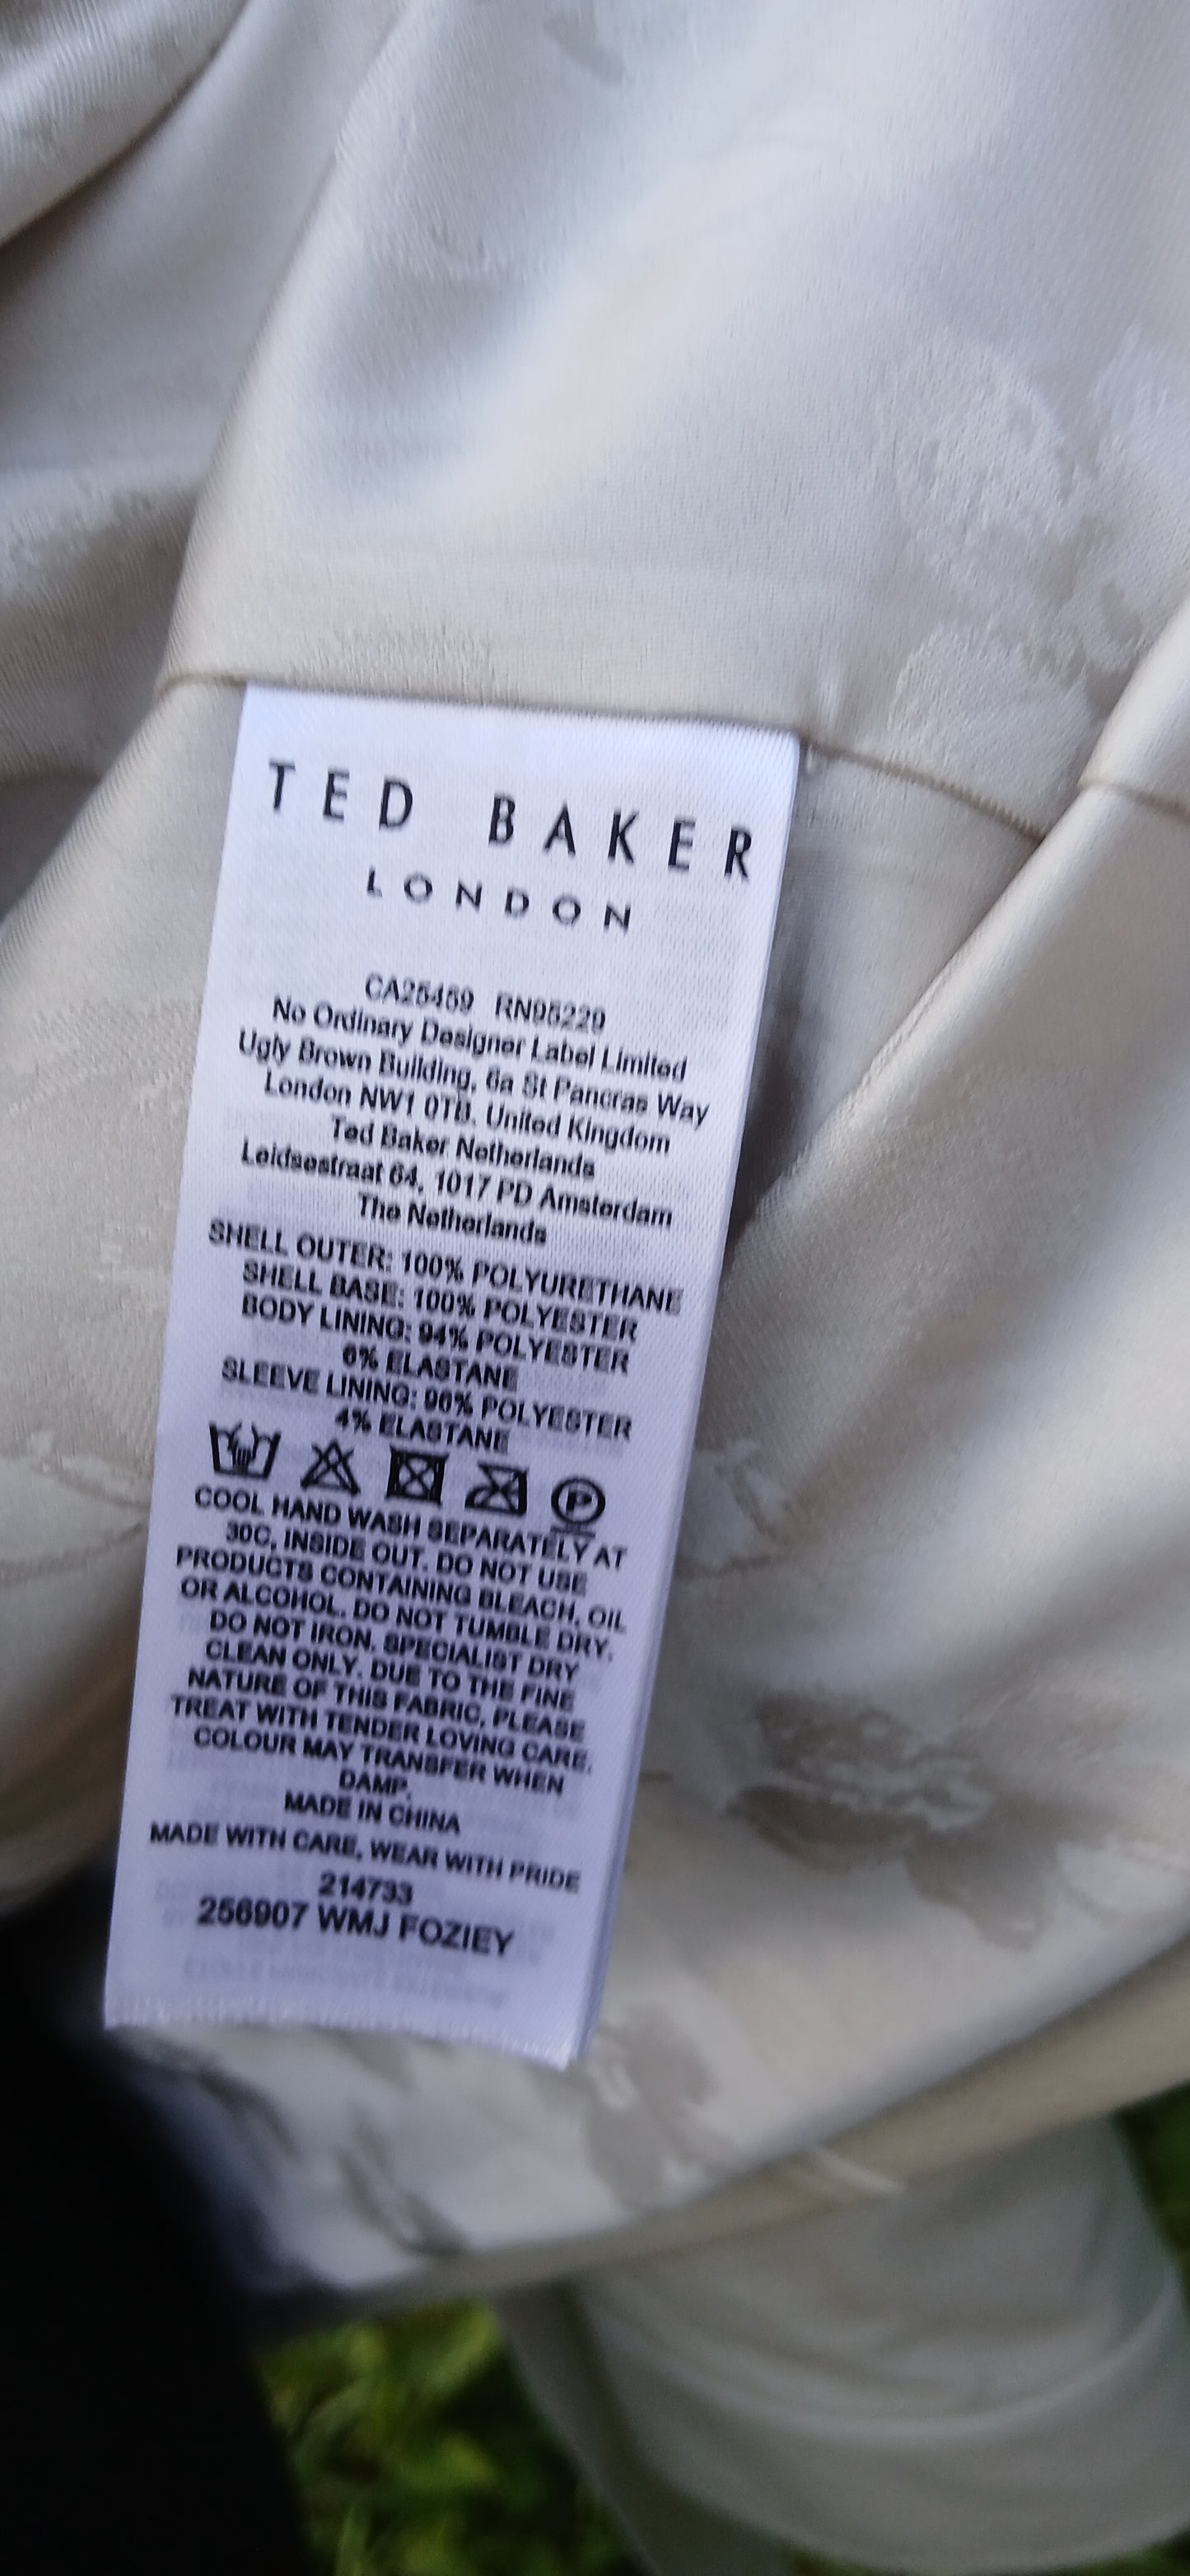 TED BAKER
LONDON
CA25459 RN95229
No Ordinary Designer Label Limited
Ugly Brown Building, 6a St Pancras Way
London NW1 0TB. United Kingdom
Ted Baker Netherlands
Leidsestraat 64, 1017 PD Amsterdam
The Netherlands
SHELL OUTER: 100% POLYURETHANE
SHELL BASE: 100% POLYESTER
BODY LINING: 94% POLYESTER
6% ELASTANE
SLEEVE LINING: 96% POLYESTER
4% ELASTANE
P
COOL HAND WASH SEPARATELY AT
30C, INSIDE OUT. DO NOT USE
PRODUCTS CONTAINING BLEACH, OIL
OR ALCOHOL. DO NOT TUMBLE DRY.
DO NOT IRON. SPECIALIST DRY
CLEAN ONLY. DUE TO THE FINE
NATURE OF THIS FABRIC, PLEASE
TREAT WITH TENDER LOVING CARE.
COLOUR MAY TRANSFER WHEN
DAMP.
MADE IN CHINA
MADE WITH CARE, WEAR WITH PRIDE
214733
256907 WMJ FOZIEY